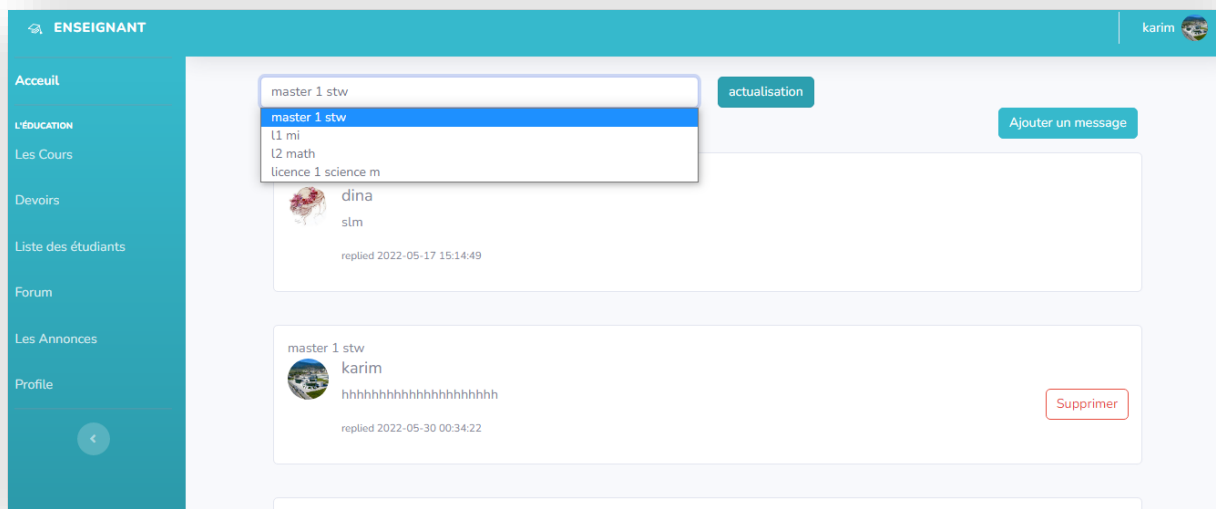 ENSEIGNANT
karim
Acceuil
L'ÉDUCATION
Les Cours
Devoirs
Liste des étudiants
Forum
Les Annonces
Profile
master 1 stw
actualisation
master 1 stw
l1 mi
l2 math
licence 1 science m
Ajouter un message
dina
slm
replied 2022-05-17 15:14:49
master 1 stw
karim
hhhhhhhhhhhhhhhhhhhhh
Supprimer
replied 2022-05-30 00:34:22